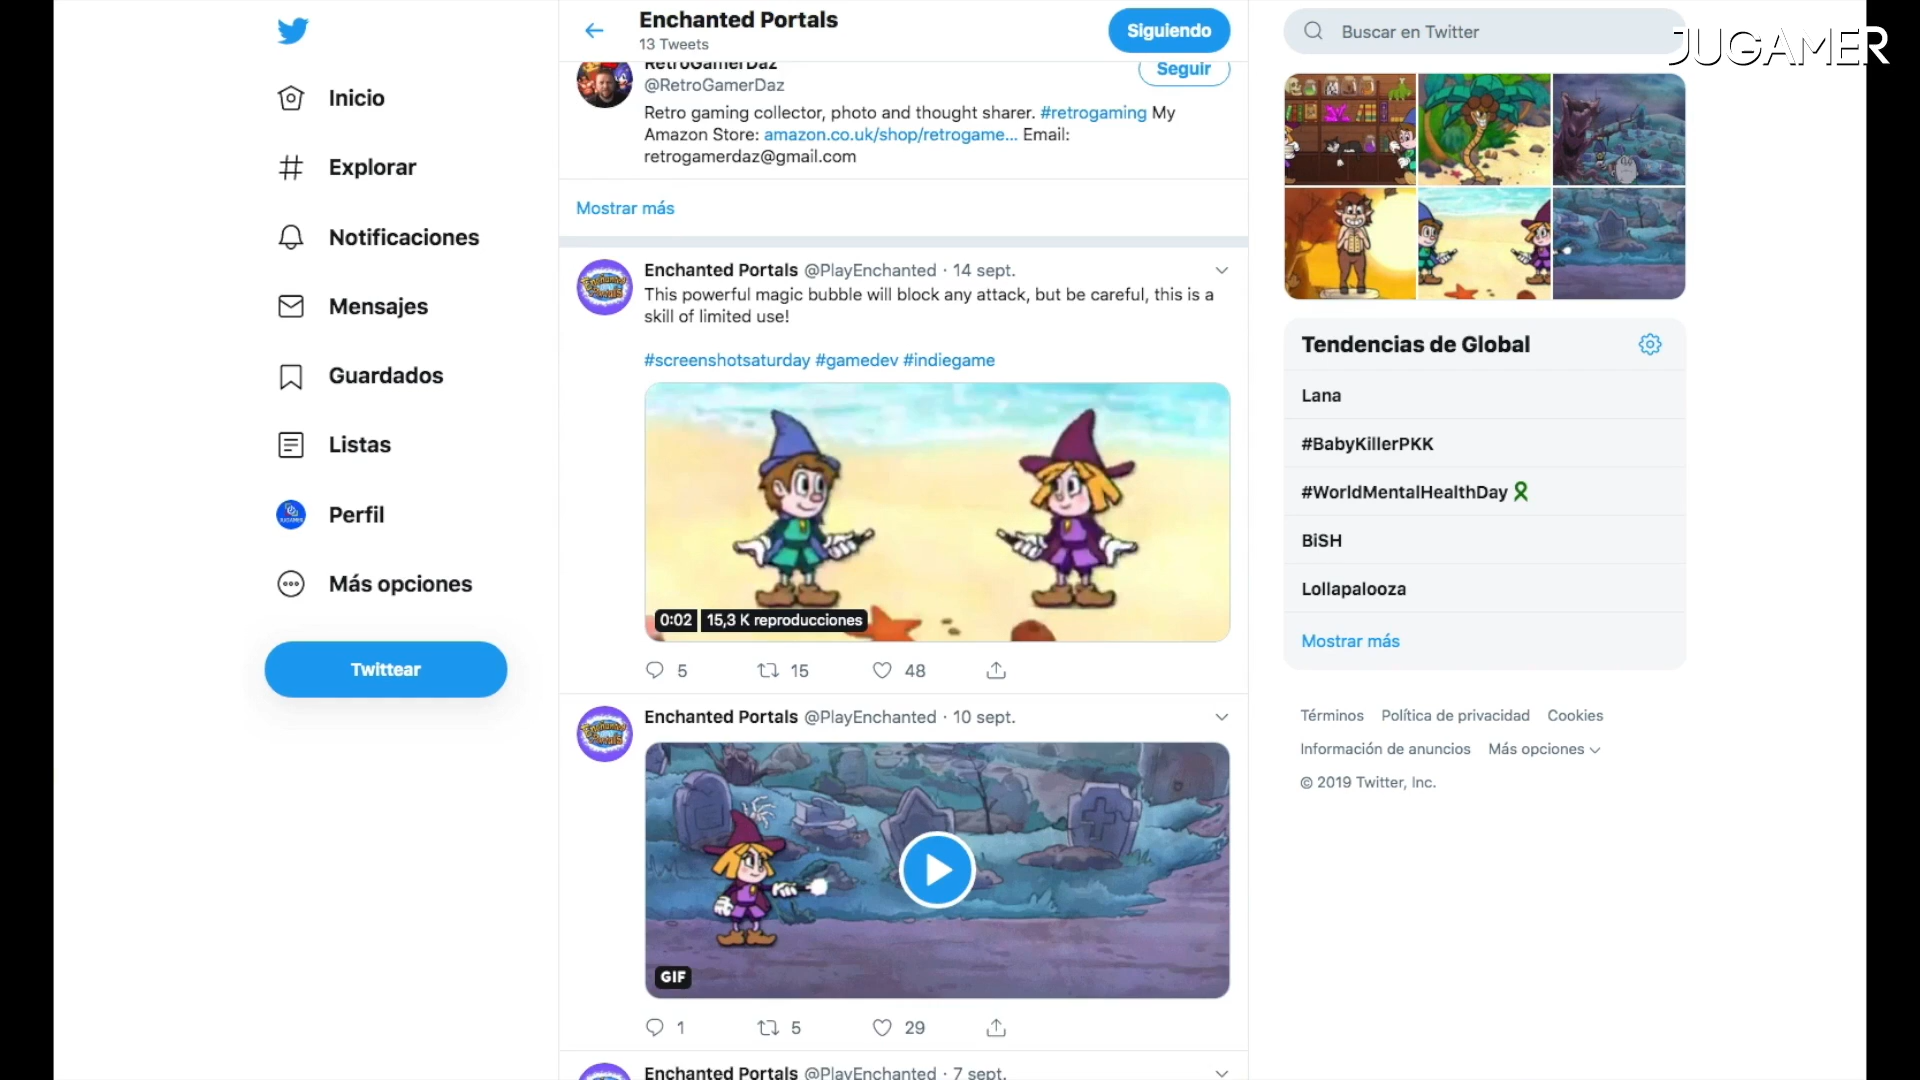 JUGAMER
Inicio
Explorar
Notificaciones
Mensajes
Guardados
Listas
Perfil
Más opciones
Twittear
Enchanted Portals
13 Tweets
Siguiendo
RetroGamerDaz
@RetroGamerDaz
Seguir
Retro gaming collector, photo and thought sharer. #retrogaming My
Amazon Store: amazon.co.uk/shop/retrogame... Email:
retrogamerdaz@gmail.com
Mostrar más
Enchanted Portals @PlayEnchanted · 14 sept.
This powerful magic bubble will block any attack, but be careful, this is a
skill of limited use!
#screenshotsaturday #gamedev #indiegame
0:02 15,3 K reproducciones
5 15 48
Enchanted Portals @PlayEnchanted · 10 sept.
GIF
1 5 29
Enchanted Portals @PlayEnchanted · 7 sept.
Buscar en Twitter
Tendencias de Global
Lana
#BabyKillerPKK
#WorldMentalHealthDay
BiSH
Lollapalooza
Mostrar más
Términos Política de privacidad Cookies
Información de anuncios Más opciones
© 2019 Twitter, Inc.